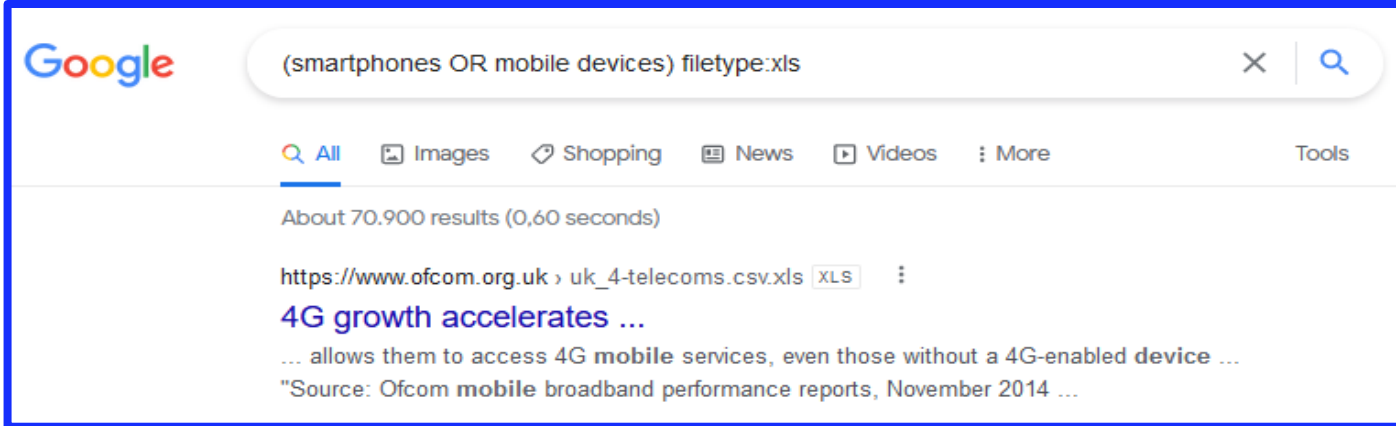 Google
(smartphones OR mobile devices) filetype:xls
All Images Shopping News Videos More Tools
About 70.900 results (0,60 seconds)
https://www.ofcom.org.uk › uk_4-telecoms.csv.xls XLS
4G growth accelerates ...
... allows them to access 4G mobile services, even those without a 4G-enabled device ...
"Source: Ofcom mobile broadband performance reports, November 2014 ...